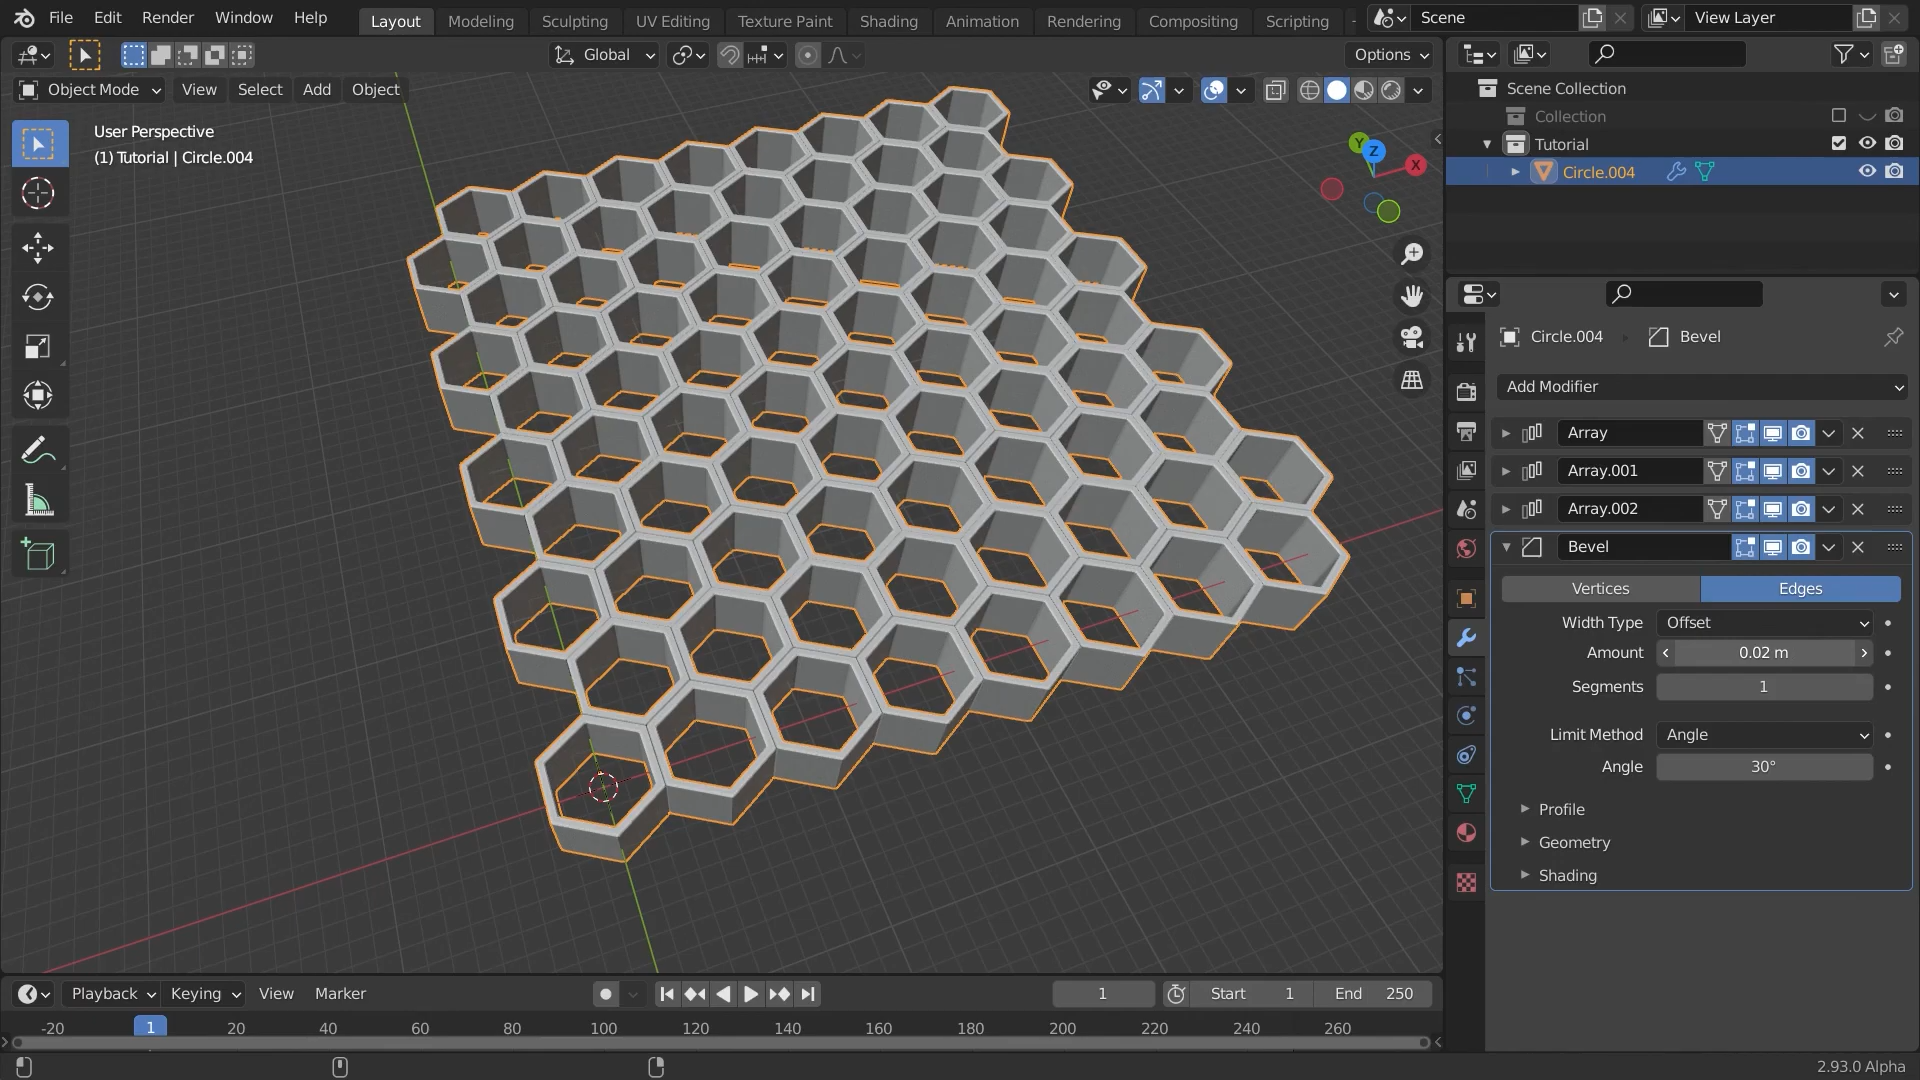 File Edit Render Window Help Layout Modeling Sculpting UV Editing Texture Paint Shading Animation Rendering Compositing Scripting Scene View Layer
Global Options
Object Mode View Select Add Object
User Perspective
(1) Tutorial | Circle.004
Y Z X
Scene Collection
Collection
Tutorial
Circle.004
Circle.004 Bevel
Add Modifier
Array
Array.001
Array.002
Bevel
Vertices Edges
Width Type Offset
Amount 0.02 m
Segments 1
Limit Method Angle
Angle 30°
Profile
Geometry
Shading
Playback Keying View Marker 1 Start 1 End 250
-20 1 20 40 60 80 100 120 140 160 180 200 220 240 260
2.93.0 Alpha